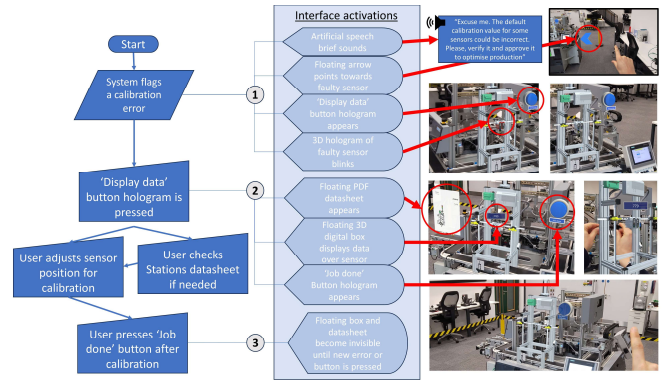 Interface activations
Start
System flags
a calibration
error
1
Artificial speech
brief sounds
"Excuse me. The default
calibration value for some
sensors could be incorrect.
Please, verify it and approve it
to optimise production"
Floating arrow
points towards
faulty sensor
'Display data'
button hologram
appears
3D hologram of
faulty sensor
blinks
'Display data'
button hologram is
pressed
2
Floating PDF
datasheet
appears
Floating 3D
digital box
displays data
over sensor
'Job done'
Button hologram
appears
User adjusts sensor
position for
calibration
User checks
Stations datasheet
if needed
User presses 'Job
done' button after
calibration
3
Floating box and
datasheet
become invisible
until new error or
button is pressed